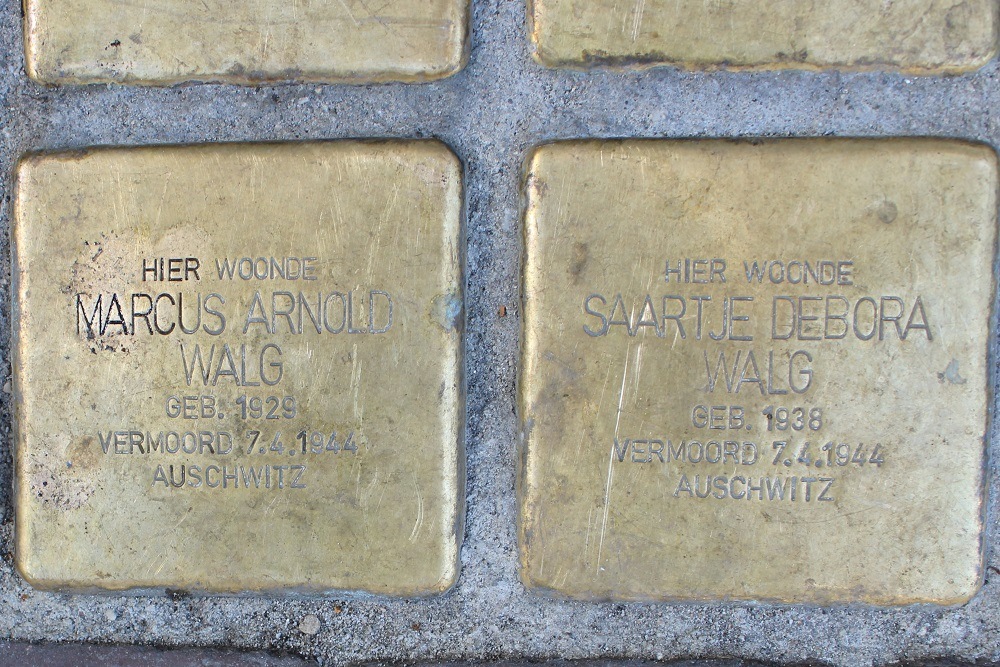 HIER WOONDE
MARCUS ARNOLD
WALG
GEB. 1929
VERMOORD 7.4.1944
AUSCHWITZ
HIER WOONDE
SAARTJE DEBORA
WALG
GEB. 1938
VERMOORD 7.4.1944
AUSCHWITZ